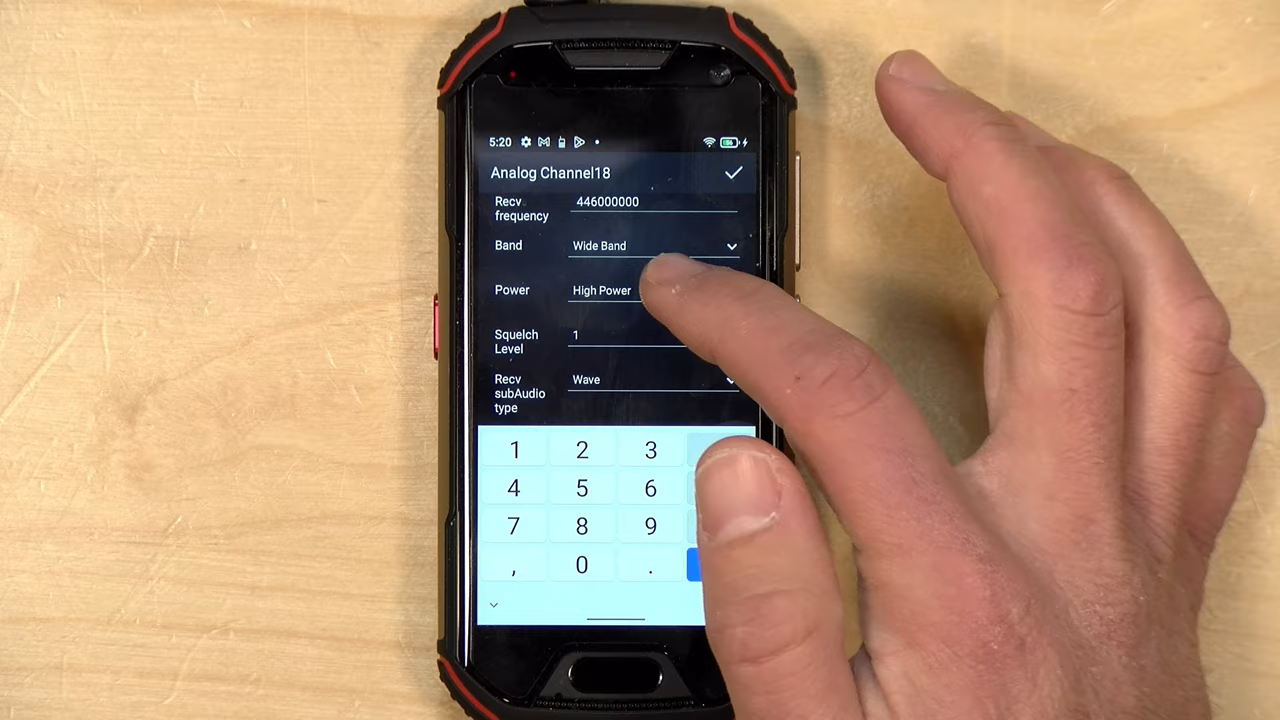 5:20
Analog Channel18
Recv
frequency
446000000
Band
Wide Band
Power
High Power
Squelch
Level
1
Recv
subAudio
type
Wave
1 2 3
4 5 6
7 8 9
, 0 .